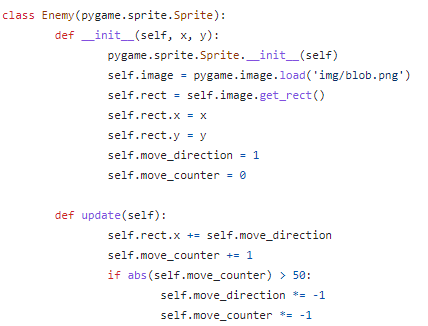 class Enemy(pygame.sprite.Sprite):
    def __init__(self, x, y):
        pygame.sprite.Sprite.__init__(self)
        self.image = pygame.image.load('img/blob.png')
        self.rect = self.image.get_rect()
        self.rect.x = x
        self.rect.y = y
        self.move_direction = 1
        self.move_counter = 0

    def update(self):
        self.rect.x += self.move_direction
        self.move_counter += 1
        if abs(self.move_counter) > 50:
            self.move_direction *= -1
            self.move_counter *= -1